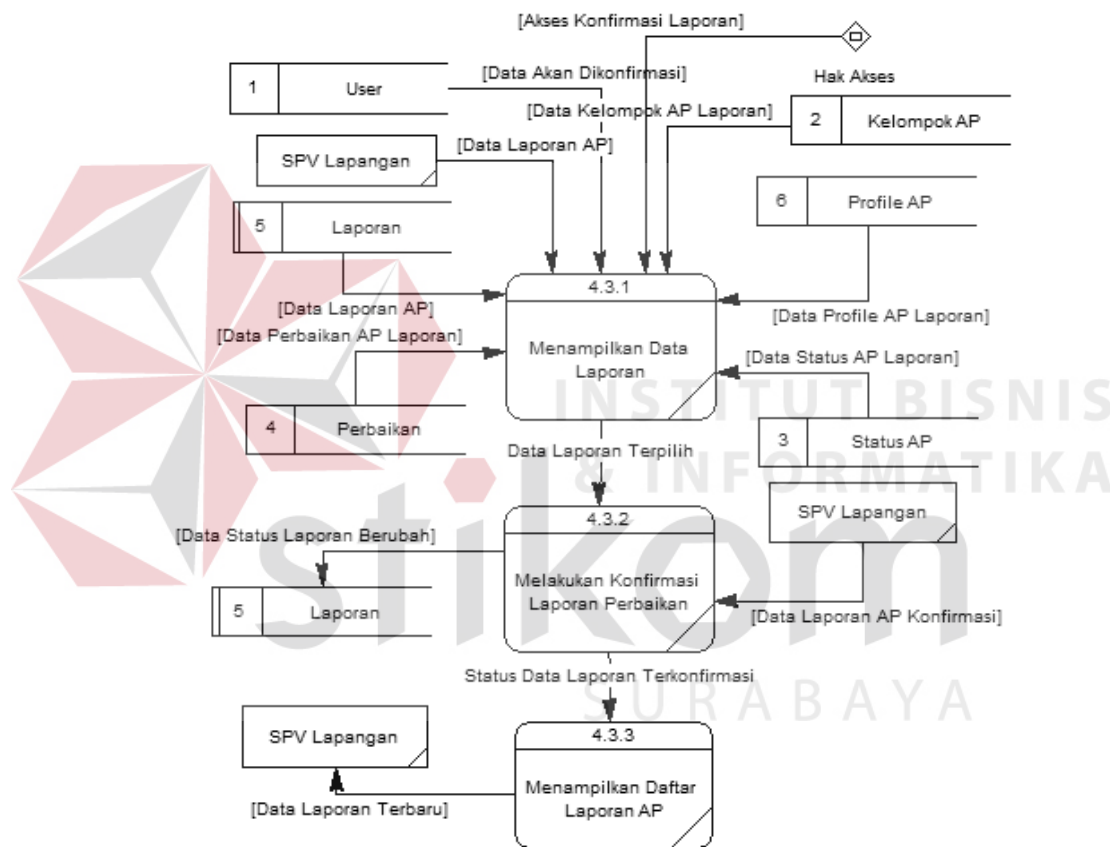 [Akses Konfirmasi Laporan]
Hak Akses
1 User
[Data Akan Dikonfirmasi]
[Data Kelompok AP Laporan]
2 Kelompok AP
SPV Lapangan
[Data Laporan AP]
5 Laporan
6 Profile AP
[Data Laporan AP]
[Data Perbaikan AP Laporan]
4.3.1
Menampilkan Data
Laporan
[Data Profile AP Laporan]
[Data Status AP Laporan]
4 Perbaikan
3 Status AP
Data Laporan Terpilih
INSTITUT BISNIS
& INFORMATIKA
stikom
SURABAYA
SPV Lapangan
4.3.2
Melakukan Konfirmasi
Laporan Perbaikan
[Data Status Laporan Berubah]
5 Laporan
[Data Laporan AP Konfirmasi]
Status Data Laporan Terkonfirmasi
SPV Lapangan
4.3.3
Menampilkan Daftar
Laporan AP
[Data Laporan Terbaru]